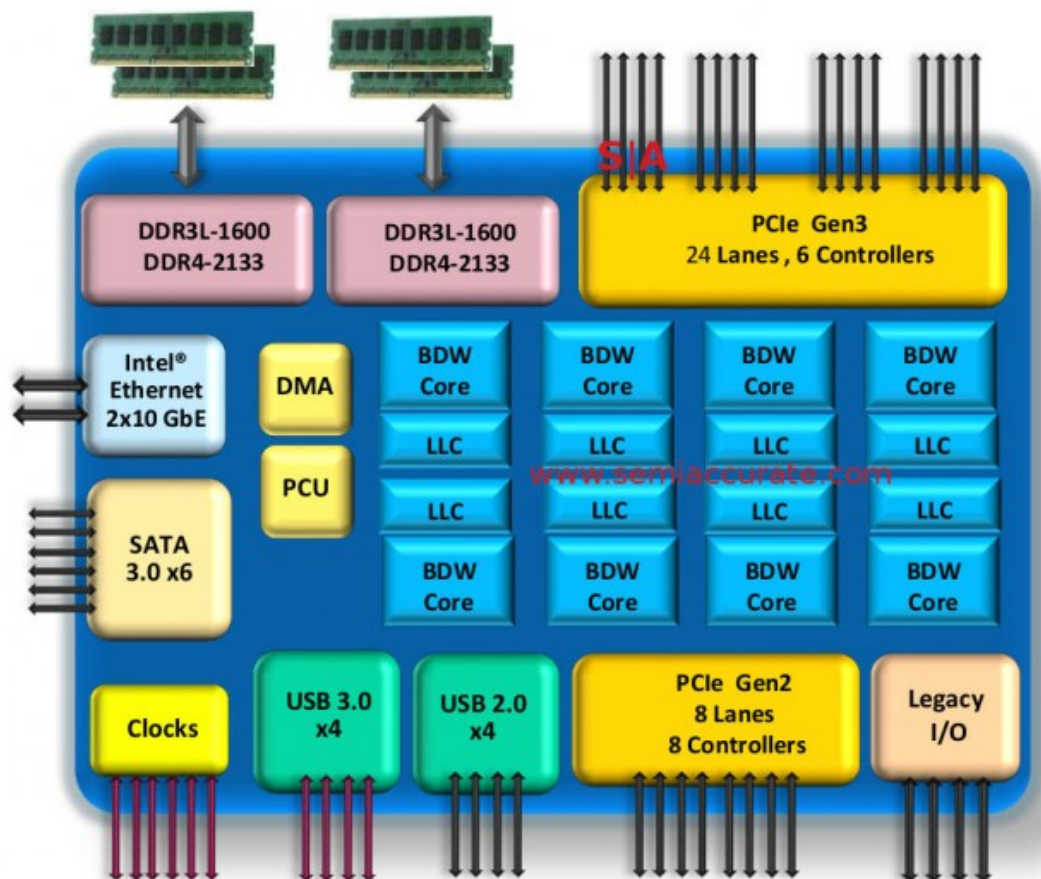 S|A
DDR3L-1600
DDR4-2133
DDR3L-1600
DDR4-2133
PCIe Gen3
24 Lanes , 6 Controllers
Intel®
Ethernet
2x10 GbE
DMA
BDW
Core
BDW
Core
BDW
Core
BDW
Core
LLC
LLC
LLC
LLC
www.semiaccurate.com
PCU
LLC
LLC
LLC
LLC
SATA
3.0 x6
BDW
Core
BDW
Core
BDW
Core
BDW
Core
Clocks
USB 3.0
x4
USB 2.0
x4
PCIe Gen2
8 Lanes
8 Controllers
Legacy
I/O